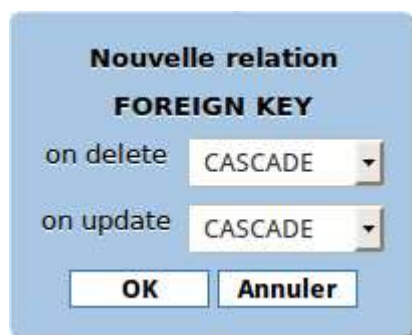 Nouvelle relation
FOREIGN KEY
on delete CASCADE
on update CASCADE
OK Annuler